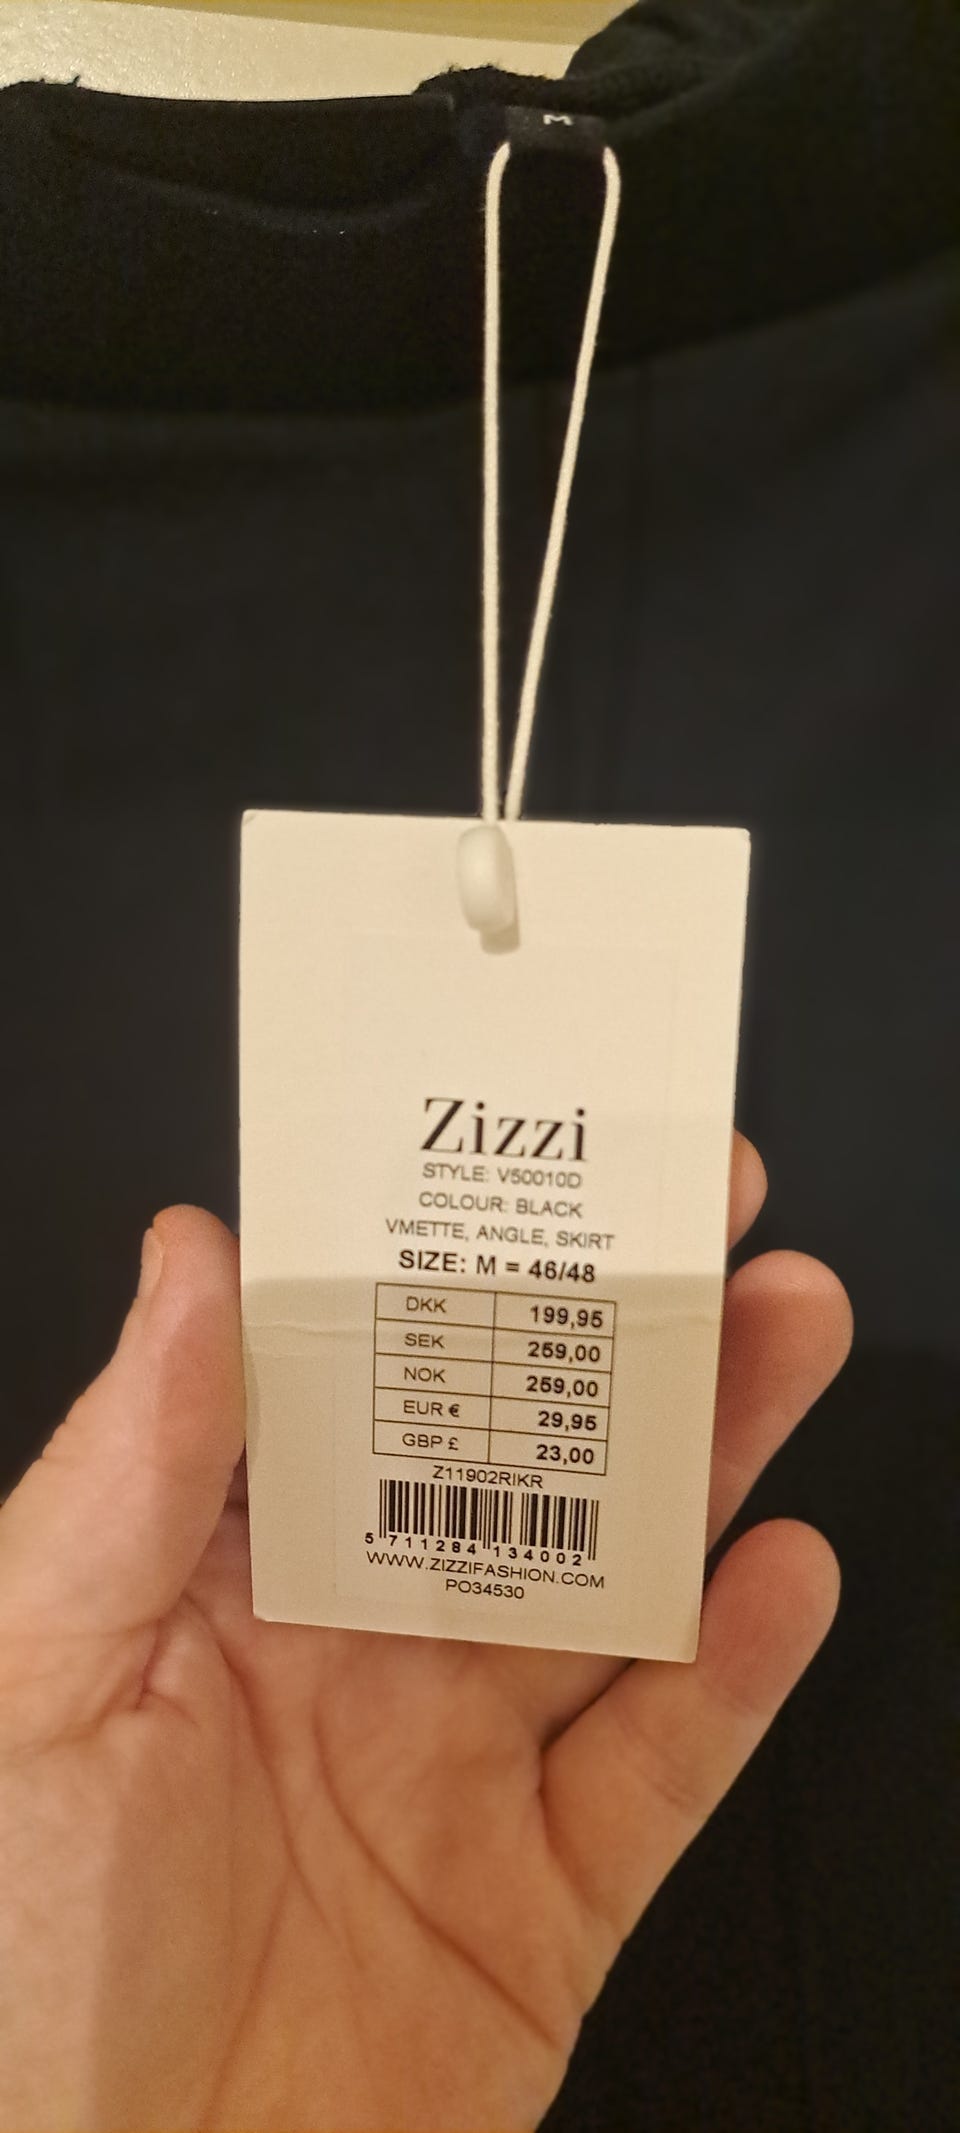 M
Zizzi
STYLE: V50010D
COLOUR: BLACK
VMETTE, ANGLE, SKIRT
SIZE: M = 46/48
DKK 199,95
SEK 259,00
NOK 259,00
EUR € 29,95
GBP £ 23,00
Z11902RIKR
5 711284 134002
WWW.ZIZZIFASHION.COM
PO34530